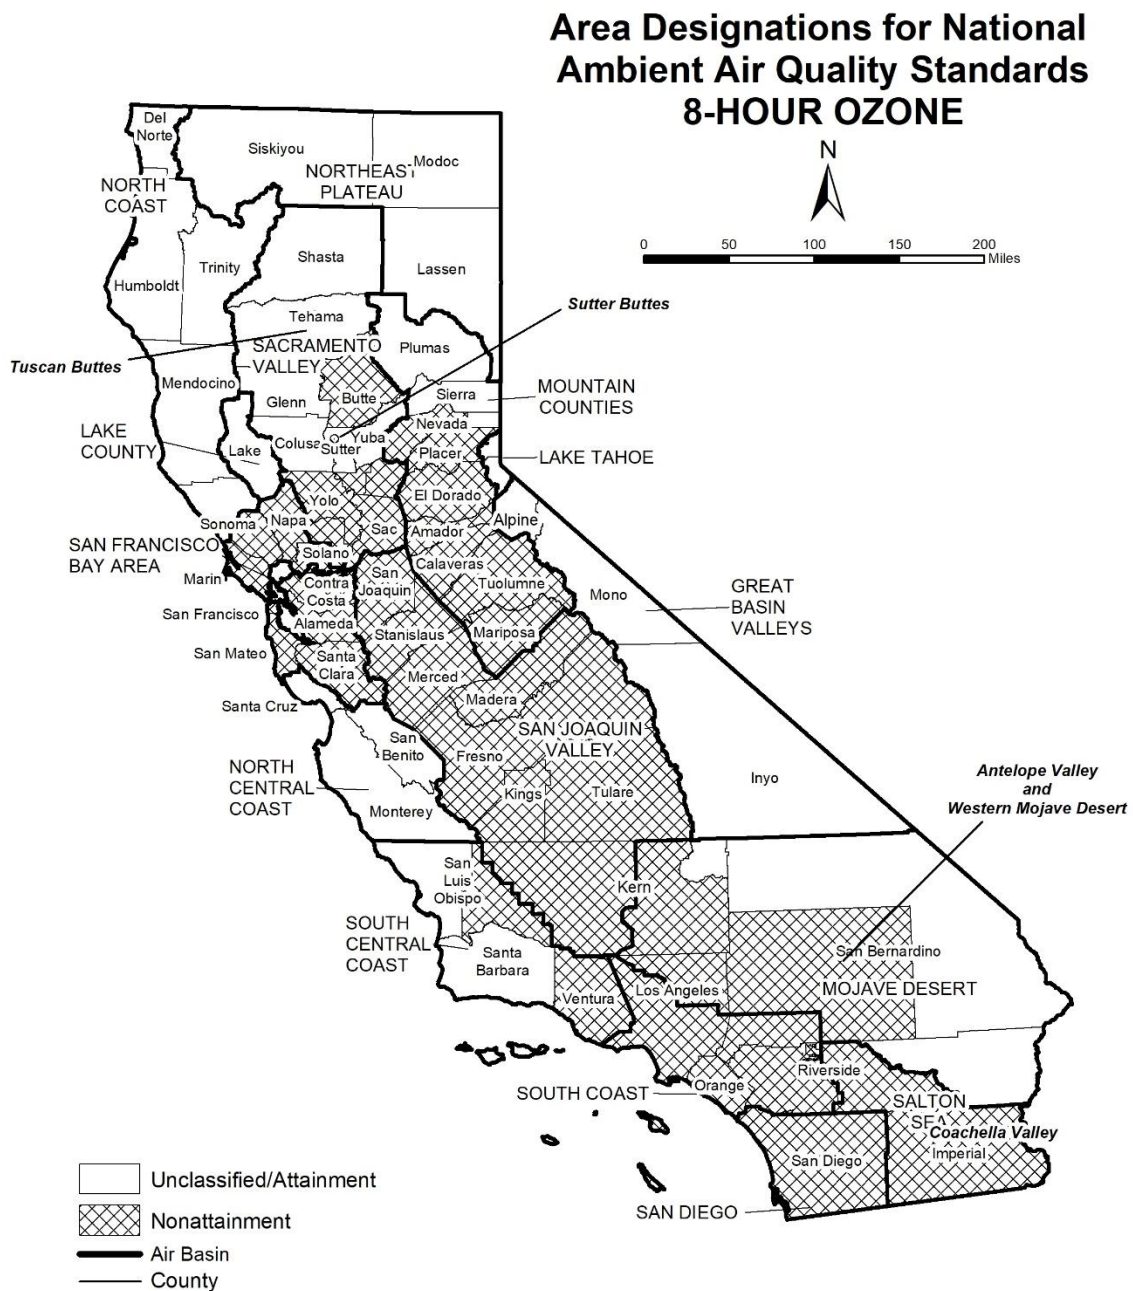 Area Designations for National
Ambient Air Quality Standards
8-HOUR OZONE
N
0 50 100 150 200
Miles
Del
Norte
Siskiyou
Modoc
NORTHEAST
PLATEAU
NORTH
COAST
Shasta
Trinity
Lassen
Humboldt
Sutter Buttes
Tehama
SACRAMENTO
VALLEY
Plumas
Tuscan Buttes
Mendocino
Butte
Sierra
MOUNTAIN
COUNTIES
Glenn
Nevada
LAKE
COUNTY
Lake
Colusa
Sutter
Yuba
Placer
LAKE TAHOE
Yolo
El Dorado
Sonoma
Napa
Sac
Amador
Alpine
SAN FRANCISCO
BAY AREA
Solano
Calaveras
Marin
Contra
Costa
San
Joaquin
Tuolumne
Mono
GREAT
BASIN
VALLEYS
San Francisco
Alameda
Stanislaus
Mariposa
San Mateo
Santa
Clara
Merced
Madera
Santa Cruz
San
Benito
SAN JOAQUIN
VALLEY
Fresno
NORTH
CENTRAL
COAST
Kings
Tulare
Inyo
Monterey
Antelope Valley
and
Western Mojave Desert
San
Luis
Obispo
Kern
SOUTH
CENTRAL
COAST
Santa
Barbara
San Bernardino
MOJAVE DESERT
Ventura
Los Angeles
Riverside
SOUTH COAST
Orange
SALTON
SEA
Coachella Valley
Imperial
San Diego
SAN DIEGO
Unclassified/Attainment
Nonattainment
Air Basin
County